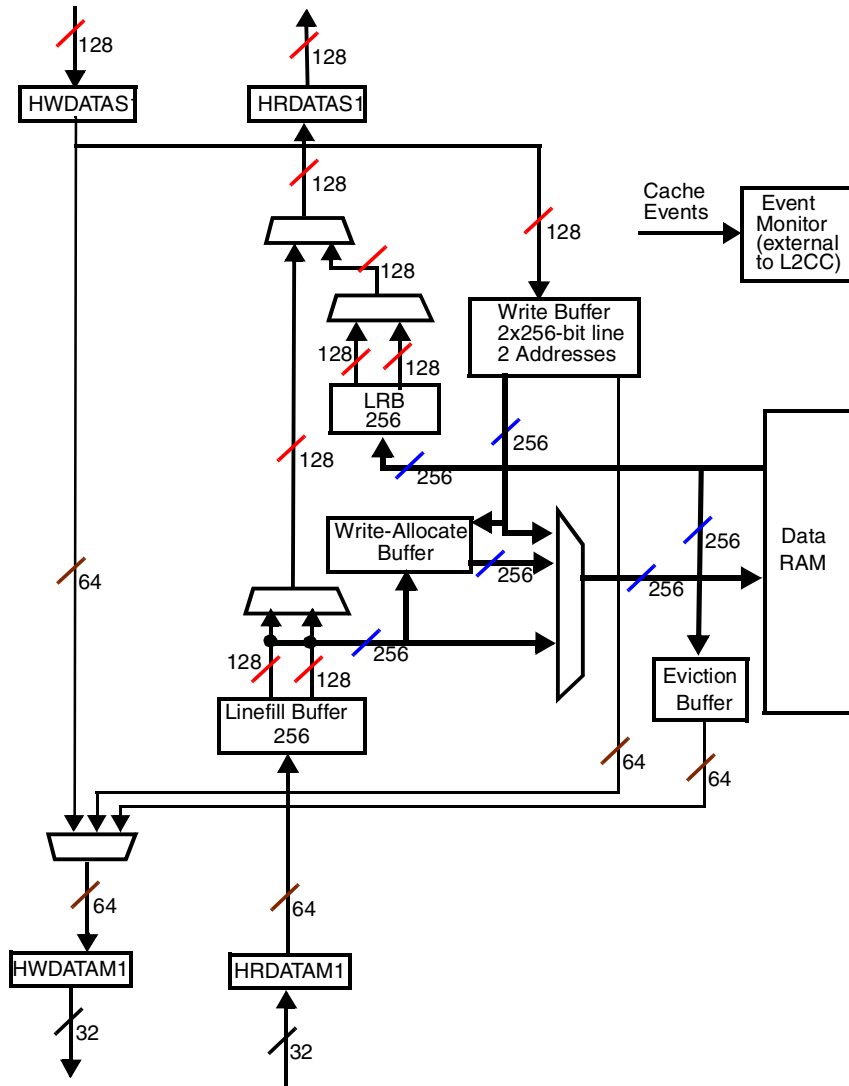 128
128
HWDATAS1
HRDATAS1
128
128
Cache
Events
Event
Monitor
(external
to L2CC)
128
Write Buffer
2x256-bit line
2 Addresses
128
128
LRB
256
256
128
256
Write-Allocate
Buffer
256
Data
RAM
64
256
256
256
128
128
Linefill Buffer
256
Eviction
Buffer
64
64
64
64
HWDATAM1
HRDATAM1
32
32